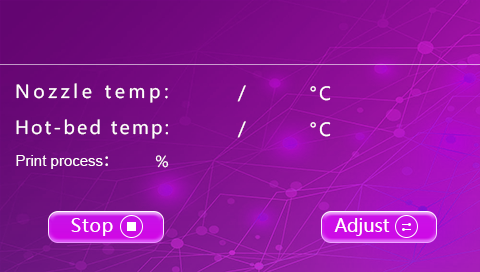 Nozzle temp: / °C
Hot-bed temp: / °C
Print process: %
Stop Adjust